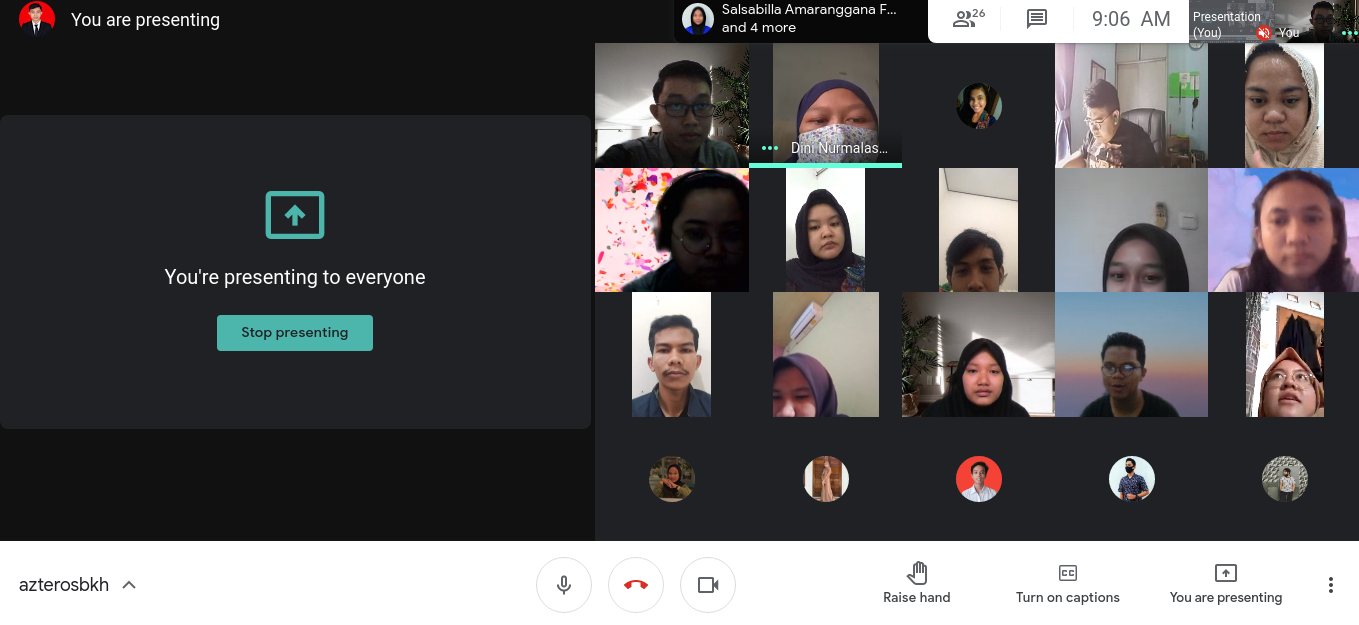 You are presenting
Salsabilla Amaranggana F...
and 4 more
26
9:06 AM
Presentation
(You)
You
Dini Nurmalas...
You're presenting to everyone
Stop presenting
azterosbkh
Raise hand
CC
Turn on captions
You are presenting